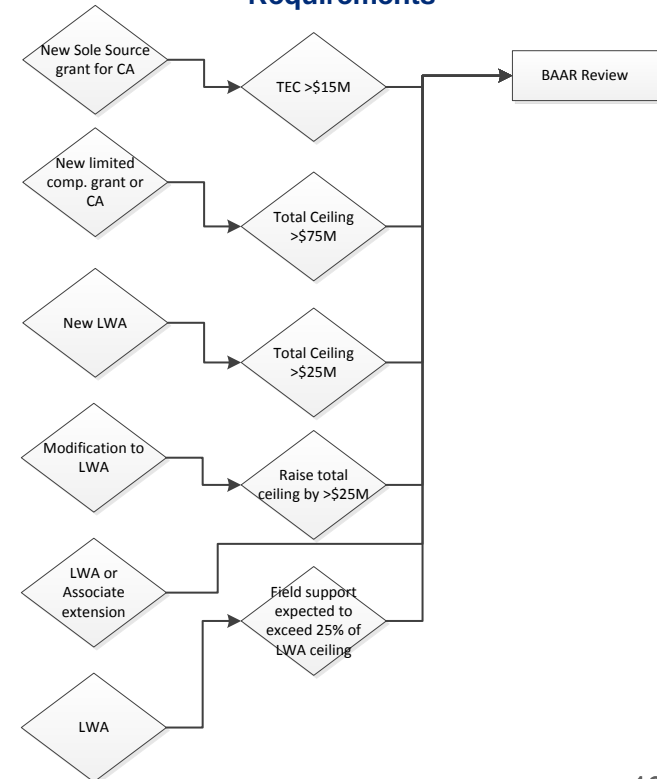 Requirements
New Sole Source
grant for CA
TEC >$15M
BAAR Review
New limited
comp. grant or
CA
Total Ceiling
>$75M
New LWA
Total Ceiling
>$25M
Modification to
LWA
Raise total
ceiling by >$25M
LWA or
Associate
extension
Field support
expected to
exceed 25% of
LWA ceiling
LWA